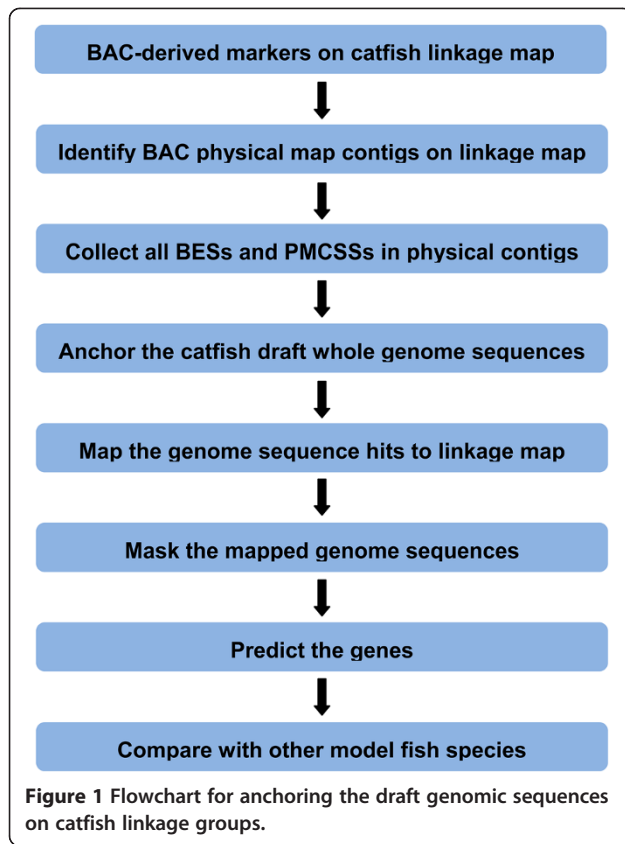 BAC-derived markers on catfish linkage map
Identify BAC physical map contigs on linkage map
Collect all BESs and PMCSSs in physical contigs
Anchor the catfish draft whole genome sequences
Map the genome sequence hits to linkage map
Mask the mapped genome sequences
Predict the genes
Compare with other model fish species
Figure 1 Flowchart for anchoring the draft genomic sequences
on catfish linkage groups.